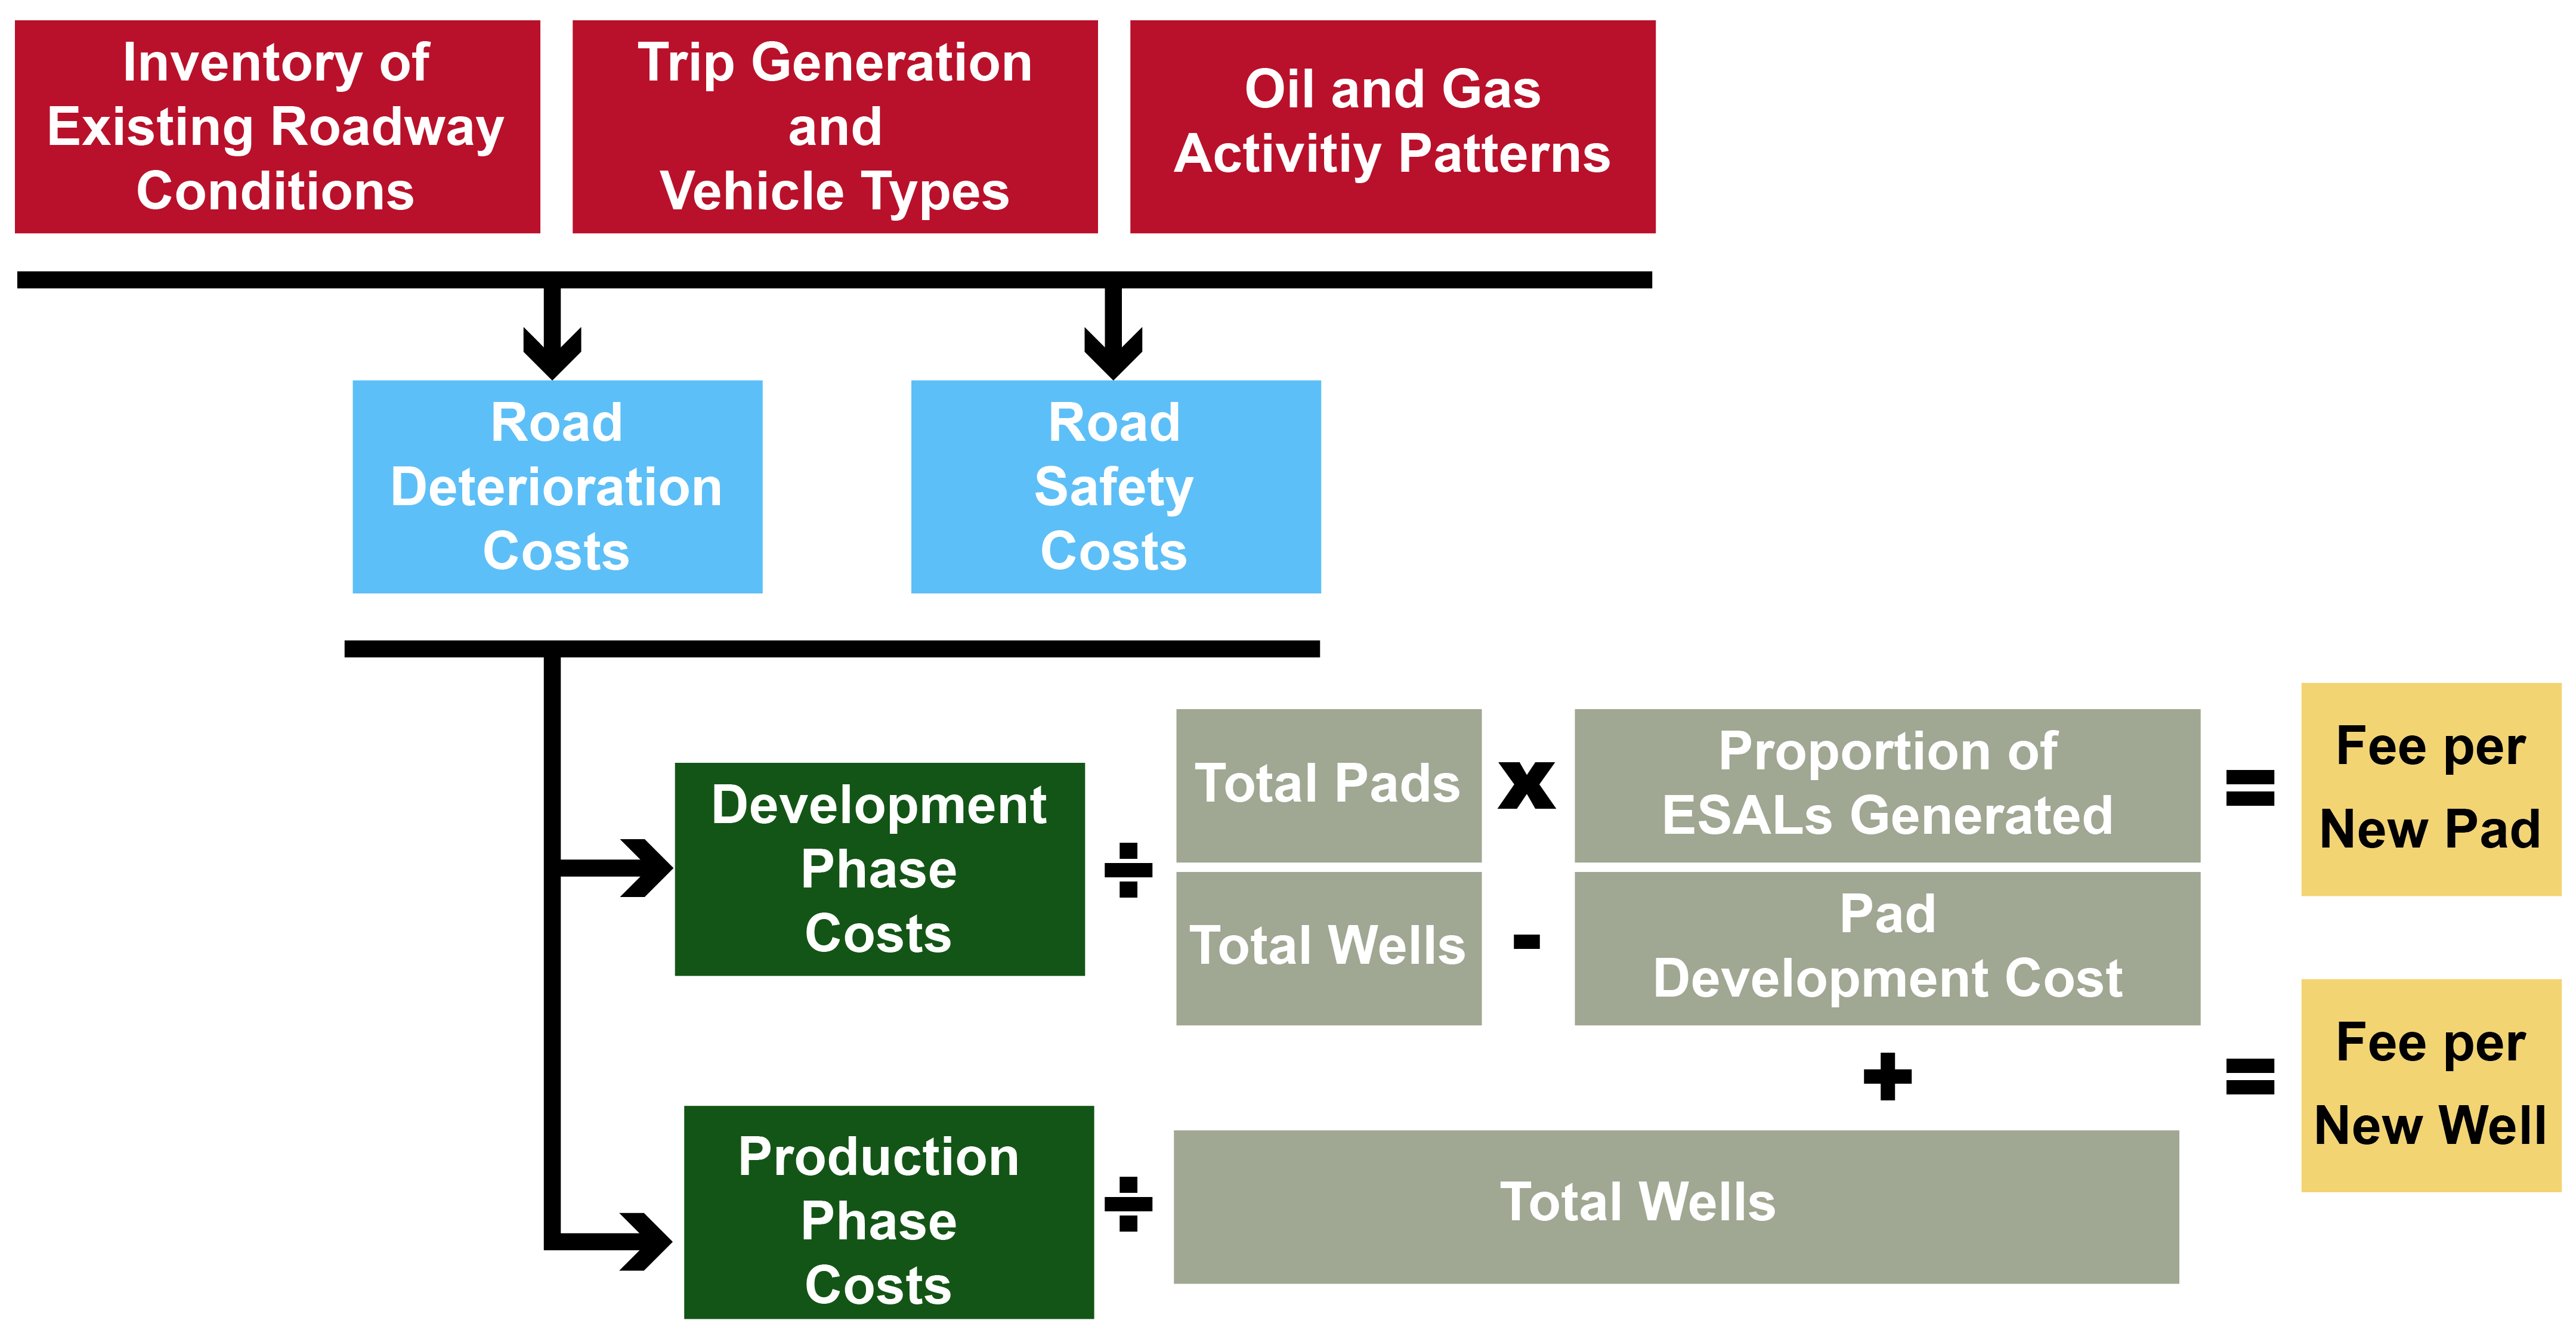 Inventory of
Existing Roadway
Conditions
Trip Generation
and
Vehicle Types
Oil and Gas
Activitiy Patterns
Road
Deterioration
Costs
Road
Safety
Costs
Development
Phase
Costs
÷
Total Pads
x
Proportion of
ESALs Generated
=
Fee per
New Pad
Total Wells
-
Pad
Development Cost
+
=
Fee per
New Well
Production
Phase
Costs
÷
Total Wells